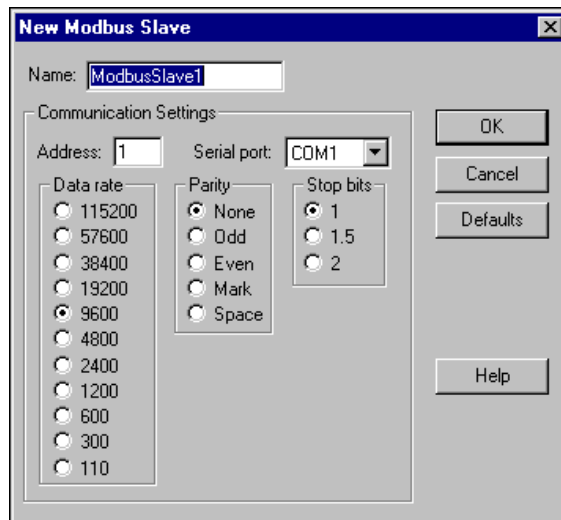 New Modbus Slave
Name: ModbusSlave1
Communication Settings
Address: 1 Serial port: COM1
Data rate
115200
57600
38400
19200
9600
4800
2400
1200
600
300
110
Parity
None
Odd
Even
Mark
Space
Stop bits
1
1.5
2
OK
Cancel
Defaults
Help